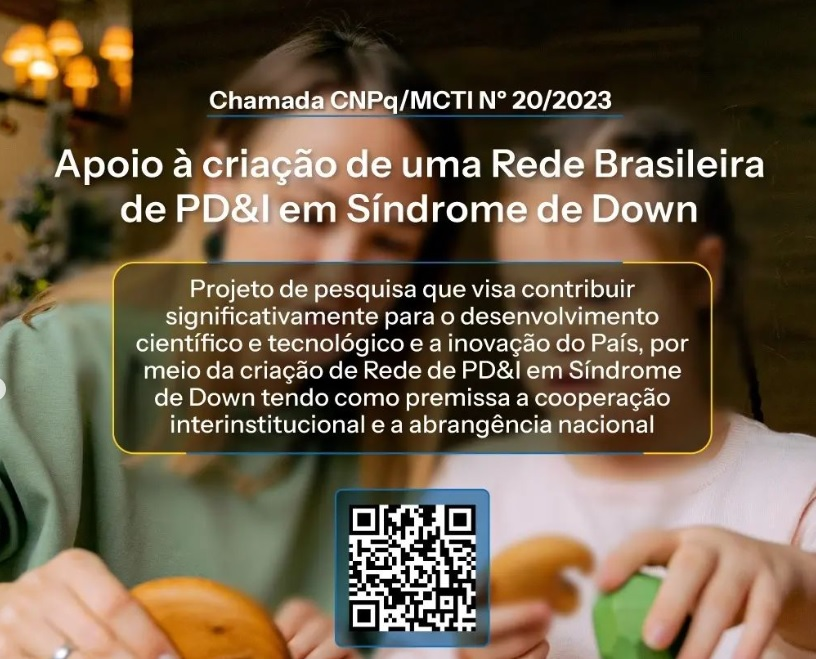 Chamada CNPq/MCTI Nº 20/2023
Apoio à criação de uma Rede Brasileira
de PD&I em Síndrome de Down
Projeto de pesquisa que visa contribuir
significativamente para o desenvolvimento
científico e tecnológico e a inovação do País, por
meio da criação de Rede de PD&I em Síndrome
de Down tendo como premissa a cooperação
interinstitucional e a abrangência nacional